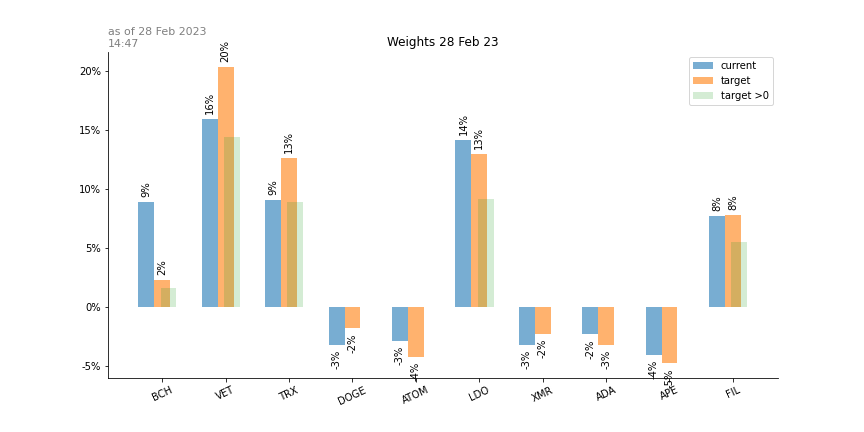 as of 28 Feb 2023
14:47
Weights 28 Feb 23
current
target
target >0
20%
15%
10%
5%
0%
-5%
9%
2%
16%
20%
9%
13%
-3%
-2%
-3%
-4%
14%
13%
-3%
-2%
-2%
-3%
-4%
-5%
8%
8%
BCH
VET
TRX
DOGE
ATOM
LDO
XMR
ADA
APE
FIL